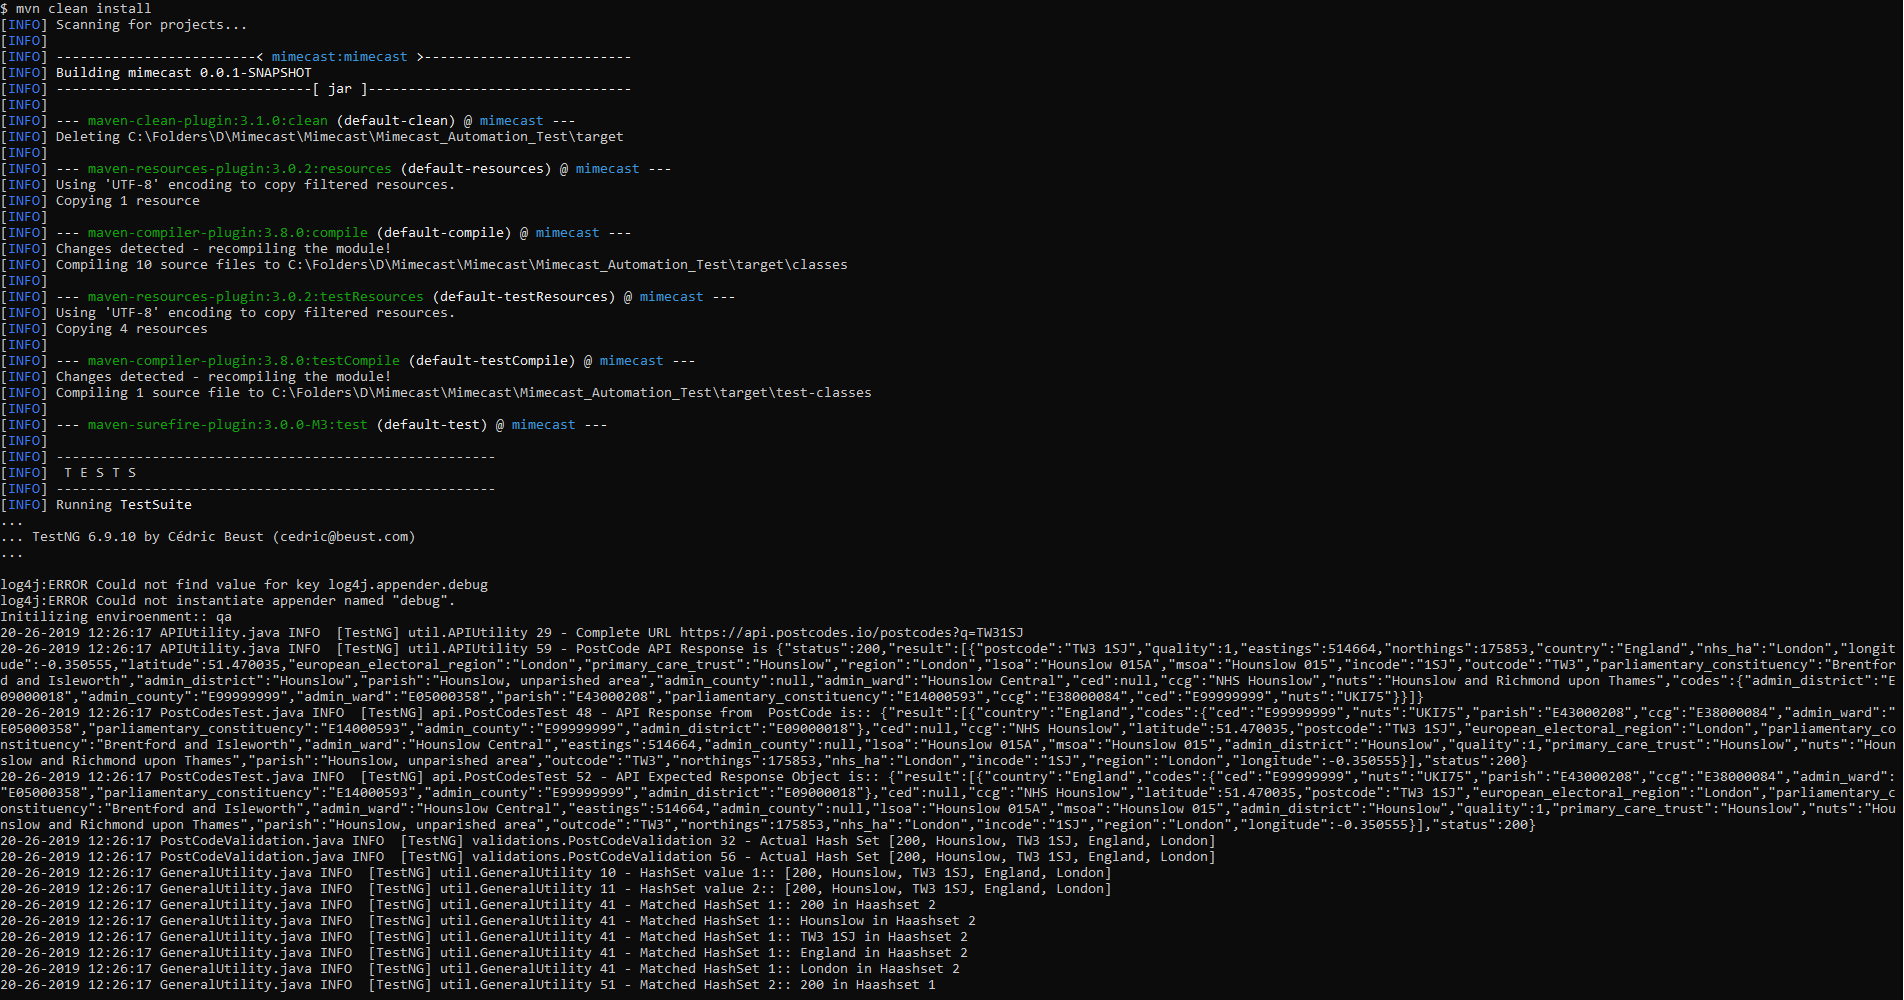 $ mvn clean install
[INFO] Scanning for projects...
[INFO]
[INFO] -------------------------< mimecast:mimecast >--------------------------
[INFO] Building mimecast 0.0.1-SNAPSHOT
[INFO] --------------------------------[ jar ]---------------------------------
[INFO]
[INFO] --- maven-clean-plugin:3.1.0:clean (default-clean) @ mimecast ---
[INFO] Deleting C:\Folders\D\Mimecast\Mimecast\Mimecast_Automation_Test\target
[INFO]
[INFO] --- maven-resources-plugin:3.0.2:resources (default-resources) @ mimecast ---
[INFO] Using 'UTF-8' encoding to copy filtered resources.
[INFO] Copying 1 resource
[INFO]
[INFO] --- maven-compiler-plugin:3.8.0:compile (default-compile) @ mimecast ---
[INFO] Changes detected - recompiling the module!
[INFO] Compiling 10 source files to C:\Folders\D\Mimecast\Mimecast\Mimecast_Automation_Test\target\classes
[INFO]
[INFO] --- maven-resources-plugin:3.0.2:testResources (default-testResources) @ mimecast ---
[INFO] Using 'UTF-8' encoding to copy filtered resources.
[INFO] Copying 4 resources
[INFO]
[INFO] --- maven-compiler-plugin:3.8.0:testCompile (default-testCompile) @ mimecast ---
[INFO] Changes detected - recompiling the module!
[INFO] Compiling 1 source file to C:\Folders\D\Mimecast\Mimecast\Mimecast_Automation_Test\target\test-classes
[INFO]
[INFO] --- maven-surefire-plugin:3.0.0-M3:test (default-test) @ mimecast ---
[INFO]
[INFO] -------------------------------------------------------
[INFO]  T E S T S
[INFO] -------------------------------------------------------
[INFO] Running TestSuite
...
... TestNG 6.9.10 by Cédric Beust (cedric@beust.com)
...
log4j:ERROR Could not find value for key log4j.appender.debug
log4j:ERROR Could not instantiate appender named "debug".
Initilizing enviroenment:: qa
20-26-2019 12:26:17 APIUtility.java INFO  [TestNG] util.APIUtility 29 - Complete URL https://api.postcodes.io/postcodes?q=TW31SJ
20-26-2019 12:26:17 APIUtility.java INFO  [TestNG] util.APIUtility 59 - PostCode API Response is {"status":200,"result":[{"postcode":"TW3 1SJ","quality":1,"eastings":514664,"northings":175853,"country":"England","nhs_ha":"London","longit
ude":-0.350555,"latitude":51.470035,"european_electoral_region":"London","primary_care_trust":"Hounslow","region":"London","lsoa":"Hounslow 015A","msoa":"Hounslow 015","incode":"1SJ","outcode":"TW3","parliamentary_constituency":"Brentfor
d and Isleworth","admin_district":"Hounslow","parish":"Hounslow, unparished area","admin_county":null,"admin_ward":"Hounslow Central","ced":null,"ccg":"NHS Hounslow","nuts":"Hounslow and Richmond upon Thames","codes":{"admin_district":"E
09000018","admin_county":"E99999999","admin_ward":"E05000358","parish":"E43000208","parliamentary_constituency":"E14000593","ccg":"E38000084","ced":"E99999999","nuts":"UKI75"}}]}
20-26-2019 12:26:17 PostCodesTest.java INFO  [TestNG] api.PostCodesTest 48 - API Response from  PostCode is:: {"result":[{"country":"England","codes":{"ced":"E99999999","nuts":"UKI75","parish":"E43000208","ccg":"E38000084","admin_ward":"
E05000358","parliamentary_constituency":"E14000593","admin_county":"E99999999","admin_district":"E09000018"},"ced":null,"ccg":"NHS Hounslow","latitude":51.470035,"postcode":"TW3 1SJ","european_electoral_region":"London","parliamentary_co
nstituency":"Brentford and Isleworth","admin_ward":"Hounslow Central","eastings":514664,"admin_county":null,"lsoa":"Hounslow 015A","msoa":"Hounslow 015","admin_district":"Hounslow","quality":1,"primary_care_trust":"Hounslow","nuts":"Houn
slow and Richmond upon Thames","parish":"Hounslow, unparished area","outcode":"TW3","northings":175853,"nhs_ha":"London","incode":"1SJ","region":"London","longitude":-0.350555}],"status":200}
20-26-2019 12:26:17 PostCodesTest.java INFO  [TestNG] api.PostCodesTest 52 - API Expected Response Object is:: {"result":[{"country":"England","codes":{"ced":"E99999999","nuts":"UKI75","parish":"E43000208","ccg":"E38000084","admin_ward":
"E05000358","parliamentary_constituency":"E14000593","admin_county":"E99999999","admin_district":"E09000018"},"ced":null,"ccg":"NHS Hounslow","latitude":51.470035,"postcode":"TW3 1SJ","european_electoral_region":"London","parliamentary_c
onstituency":"Brentford and Isleworth","admin_ward":"Hounslow Central","eastings":514664,"admin_county":null,"lsoa":"Hounslow 015A","msoa":"Hounslow 015","admin_district":"Hounslow","quality":1,"primary_care_trust":"Hounslow","nuts":"Hou
nslow and Richmond upon Thames","parish":"Hounslow, unparished area","outcode":"TW3","northings":175853,"nhs_ha":"London","incode":"1SJ","region":"London","longitude":-0.350555}],"status":200}
20-26-2019 12:26:17 PostCodeValidation.java INFO  [TestNG] validations.PostCodeValidation 32 - Actual Hash Set [200, Hounslow, TW3 1SJ, England, London]
20-26-2019 12:26:17 PostCodeValidation.java INFO  [TestNG] validations.PostCodeValidation 56 - Actual Hash Set [200, Hounslow, TW3 1SJ, England, London]
20-26-2019 12:26:17 GeneralUtility.java INFO  [TestNG] util.GeneralUtility 10 - HashSet value 1:: [200, Hounslow, TW3 1SJ, England, London]
20-26-2019 12:26:17 GeneralUtility.java INFO  [TestNG] util.GeneralUtility 11 - HashSet value 2:: [200, Hounslow, TW3 1SJ, England, London]
20-26-2019 12:26:17 GeneralUtility.java INFO  [TestNG] util.GeneralUtility 41 - Matched HashSet 1:: 200 in Haashset 2
20-26-2019 12:26:17 GeneralUtility.java INFO  [TestNG] util.GeneralUtility 41 - Matched HashSet 1:: Hounslow in Haashset 2
20-26-2019 12:26:17 GeneralUtility.java INFO  [TestNG] util.GeneralUtility 41 - Matched HashSet 1:: TW3 1SJ in Haashset 2
20-26-2019 12:26:17 GeneralUtility.java INFO  [TestNG] util.GeneralUtility 41 - Matched HashSet 1:: England in Haashset 2
20-26-2019 12:26:17 GeneralUtility.java INFO  [TestNG] util.GeneralUtility 41 - Matched HashSet 1:: London in Haashset 2
20-26-2019 12:26:17 GeneralUtility.java INFO  [TestNG] util.GeneralUtility 51 - Matched HashSet 2:: 200 in Haashset 1